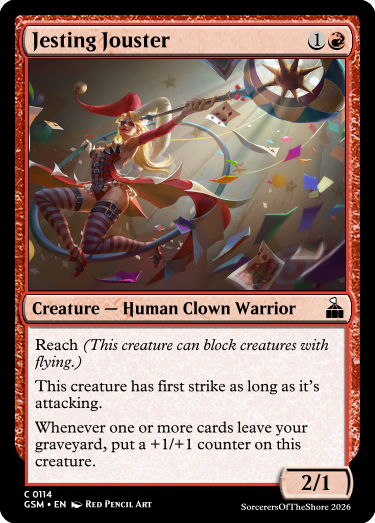 Jesting Jouster
1
Creature — Human Clown Warrior
Reach (This creature can block creatures with
flying.)
This creature has first strike as long as it's
attacking.
Whenever one or more cards leave your
graveyard, put a +1/+1 counter on this
creature.
2/1
C 0114
GSM • EN Red Pencil Art
SorcerersOfTheShore 2026